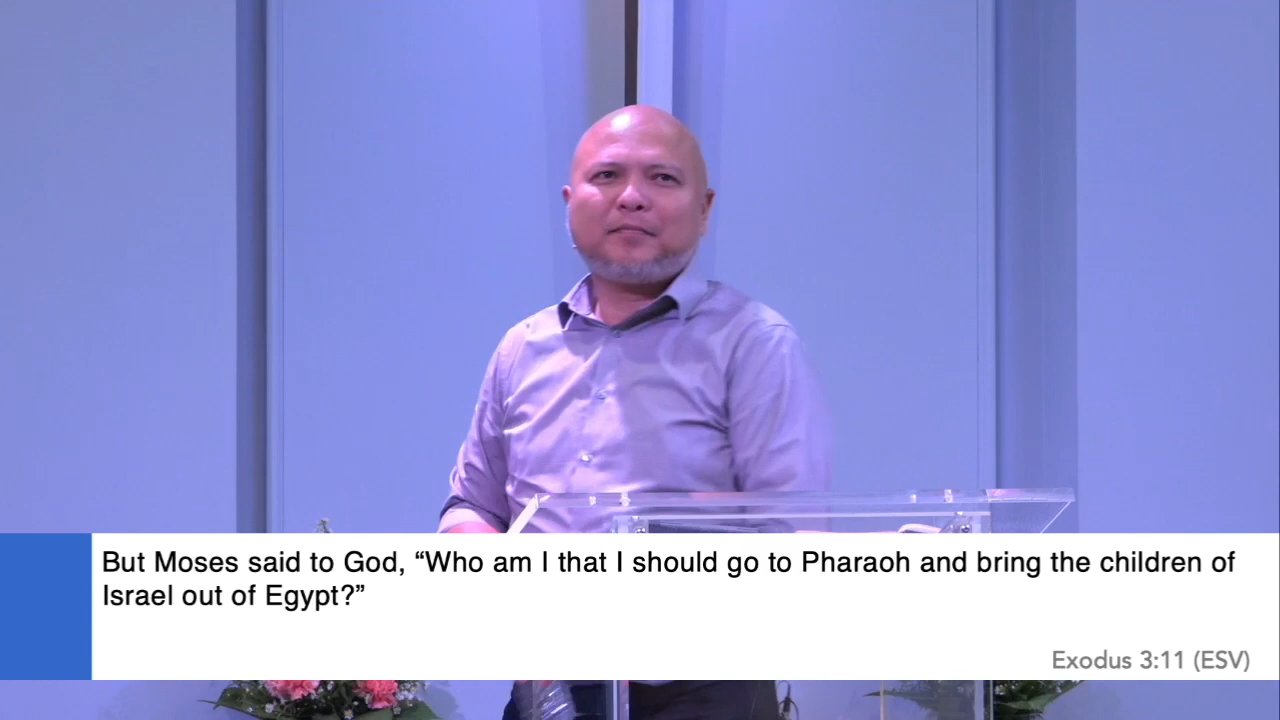 But Moses said to God, “Who am I that I should go to Pharaoh and bring the children of
Israel out of Egypt?”
Exodus 3:11 (ESV)